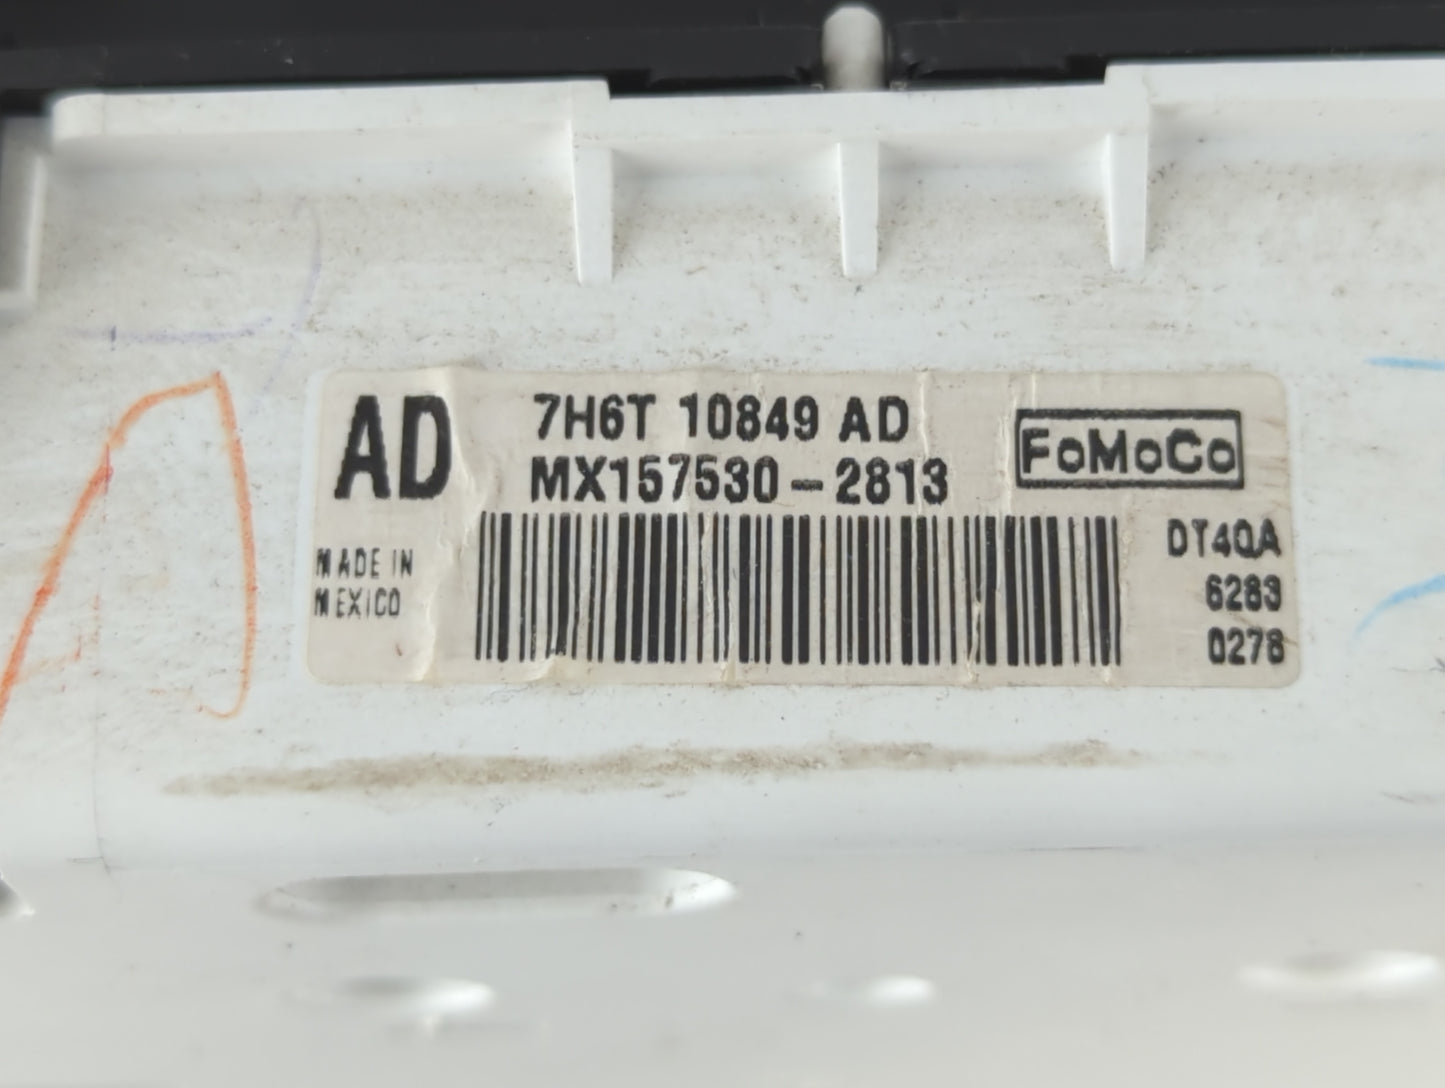 AD
7H6T 10849 AD
MX157530-2813
FoMoCo
MADE IN
MEXICO
DT4QA
6283
0278